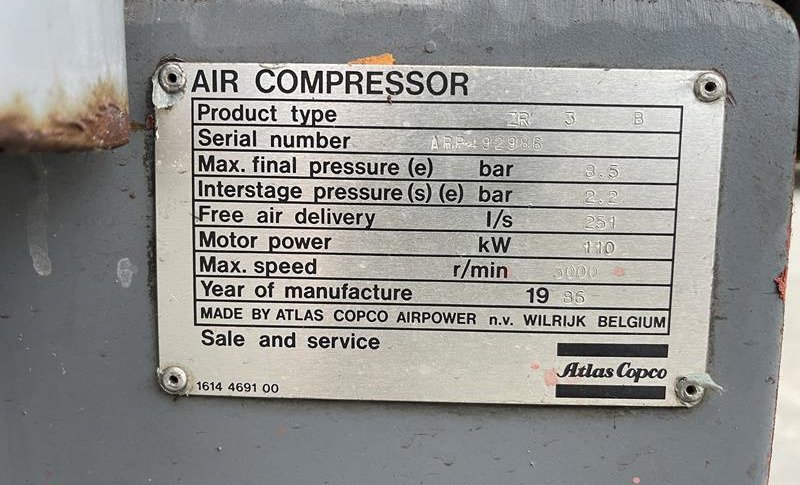 AIR COMPRESSOR
Product type ZR 3 B
Serial number
Max. final pressure (e) bar 8.5
Interstage pressure (s) (e) bar 2.2
Free air delivery l/s 251
Motor power kW 110
Max. speed r/min 3000
Year of manufacture 19
MADE BY ATLAS COPCO AIRPOWER n.v. WILRIJK BELGIUM
Sale and service
Atlas Copco
1614 4691 00